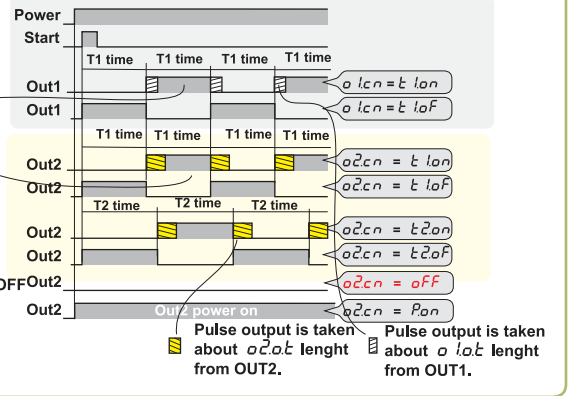 Power
Start
T1 time T1 time T1 time T1 time
Out1 o1.cn = t1.on
Out1 o1.cn = t1.oF
T1 time T1 time T1 time T1 time
Out2 o2.cn = t1.on
Out2 o2.cn = t1.oF
T2 time T2 time T2 time
Out2 o2.cn = t2.on
Out2 o2.cn = t2.oF
OFF Out2 o2.cn = oFF
Out2 Out2 power on o2.cn = P.on
Pulse output is taken
about o2.o.t lenght
from OUT2.
Pulse output is taken
about o1.o.t lenght
from OUT1.